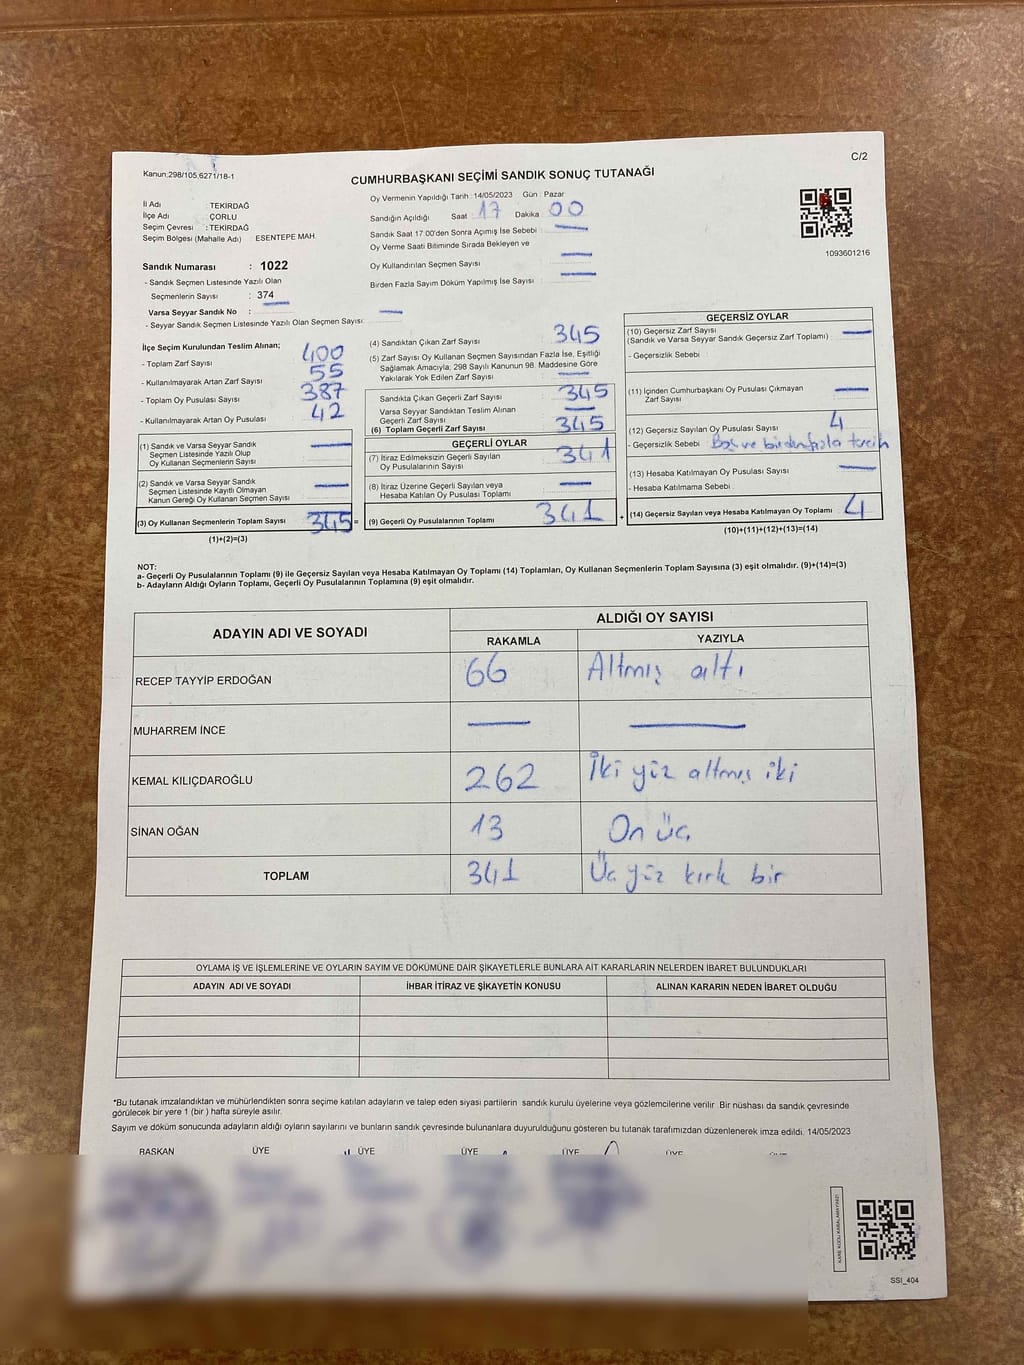 C/2
Kanun:298/105,6271/18-1
CUMHURBAŞKANI SEÇİMİ SANDIK SONUÇ TUTANAĞI
İl Adı : TEKİRDAĞ
İlçe Adı : ÇORLU
Seçim Çevresi : TEKİRDAĞ
Seçim Bölgesi (Mahalle Adı) : ESENTEPE MAH.
Oy Vermenin Yapıldığı Tarih : 14/05/2023 Gün : Pazar
Sandığın Açıldığı Saat : 17 Dakika : 00
Sandık Saat 17:00'den Sonra Açılmış İse Sebebi :
Oy Verme Saati Bitiminde Sırada Bekleyen ve
Oy Kullandırılan Seçmen Sayısı :
Birden Fazla Sayım Döküm Yapılmış İse Sayısı :
1093601216
Sandık Numarası : 1022
- Sandık Seçmen Listesinde Yazılı Olan
Seçmenlerin Sayısı : 374
Varsa Seyyar Sandık No :
- Seyyar Sandık Seçmen Listesinde Yazılı Olan Seçmen Sayısı:
İlçe Seçim Kurulundan Teslim Alınan;
- Toplam Zarf Sayısı : 400
- Kullanılmayarak Artan Zarf Sayısı : 55
- Toplam Oy Pusulası Sayısı : 387
- Kullanılmayarak Artan Oy Pusulası : 42
(1) Sandık ve Varsa Seyyar Sandık
Seçmen Listesinde Yazılı Olup
Oy Kullanan Seçmenlerin Sayısı
(2) Sandık ve Varsa Seyyar Sandık
Seçmen Listesinde Kayıtlı Olmayan
Kanun Gereği Oy Kullanan Seçmen Sayısı
(3) Oy Kullanan Seçmenlerin Toplam Sayısı 345 =
(1)+(2)=(3)
(4) Sandıktan Çıkan Zarf Sayısı : 345
(5) Zarf Sayısı Oy Kullanan Seçmen Sayısından Fazla İse, Eşitliği
Sağlamak Amacıyla; 298 Sayılı Kanunun 98. Maddesine Göre
Yakılarak Yok Edilen Zarf Sayısı :
Sandıkta Çıkan Geçerli Zarf Sayısı : 345
Varsa Seyyar Sandıktan Teslim Alınan
Geçerli Zarf Sayısı :
(6) Toplam Geçerli Zarf Sayısı : 345
GEÇERLİ OYLAR
(7) İtiraz Edilmeksizin Geçerli Sayılan
Oy Pusulalarının Sayısı : 341
(8) İtiraz Üzerine Geçerli Sayılan veya
Hesaba Katılan Oy Pusulası Toplamı :
(9) Geçerli Oy Pusulalarının Toplamı : 341 +
GEÇERSİZ OYLAR
(10) Geçersiz Zarf Sayısı
(Sandık ve Varsa Seyyar Sandık Geçersiz Zarf Toplamı) :
- Geçersizlik Sebebi :
(11) İçinden Cumhurbaşkanı Oy Pusulası Çıkmayan
Zarf Sayısı :
(12) Geçersiz Sayılan Oy Pusulası Sayısı : 4
- Geçersizlik Sebebi : Boş ve birden fazla tercih
(13) Hesaba Katılmayan Oy Pusulası Sayısı :
- Hesaba Katılmama Sebebi :
(14) Geçersiz Sayılan veya Hesaba Katılmayan Oy Toplamı : 4
(10)+(11)+(12)+(13)=(14)
NOT:
a- Geçerli Oy Pusulalarının Toplamı (9) ile Geçersiz Sayılan veya Hesaba Katılmayan Oy Toplamı (14) Toplamları, Oy Kullanan Seçmenlerin Toplam Sayısına (3) eşit olmalıdır. (9)+(14)=(3)
b- Adayların Aldığı Oyların Toplamı, Geçerli Oy Pusulalarının Toplamına (9) eşit olmalıdır.
ADAYIN ADI VE SOYADI ALDIĞI OY SAYISI
RAKAMLA YAZIYLA
RECEP TAYYİP ERDOĞAN 66 Altmış altı
MUHARREM İNCE
KEMAL KILIÇDAROĞLU 262 İki yüz altmış iki
SİNAN OĞAN 13 On üç
TOPLAM 341 Üç yüz kırk bir
OYLAMA İŞ VE İŞLEMLERİNE VE OYLARIN SAYIM VE DÖKÜMÜNE DAİR ŞİKAYETLERLE BUNLARA AİT KARARLARIN NELERDEN İBARET BULUNDUKLARI
ADAYIN ADI VE SOYADI İHBAR İTİRAZ VE ŞİKAYETİN KONUSU ALINAN KARARIN NEDEN İBARET OLDUĞU
*Bu tutanak imzalandıktan ve mühürlendikten sonra seçime katılan adayların ve talep eden siyasi partilerin sandık kurulu üyelerine veya gözlemcilerine verilir. Bir nüshası da sandık çevresinde
görülecek bir yere 1 (bir) hafta süreyle asılır.
Sayım ve döküm sonucunda adayların aldığı oyların sayılarını ve bunların sandık çevresinde bulunanlara duyurulduğunu gösteren bu tutanak tarafımızdan düzenlenerek imza edildi. 14/05/2023
BAŞKAN ÜYE ÜYE ÜYE ÜYE ÜYE
KARE KODU KARALAMAYINIZ!
SSI_404